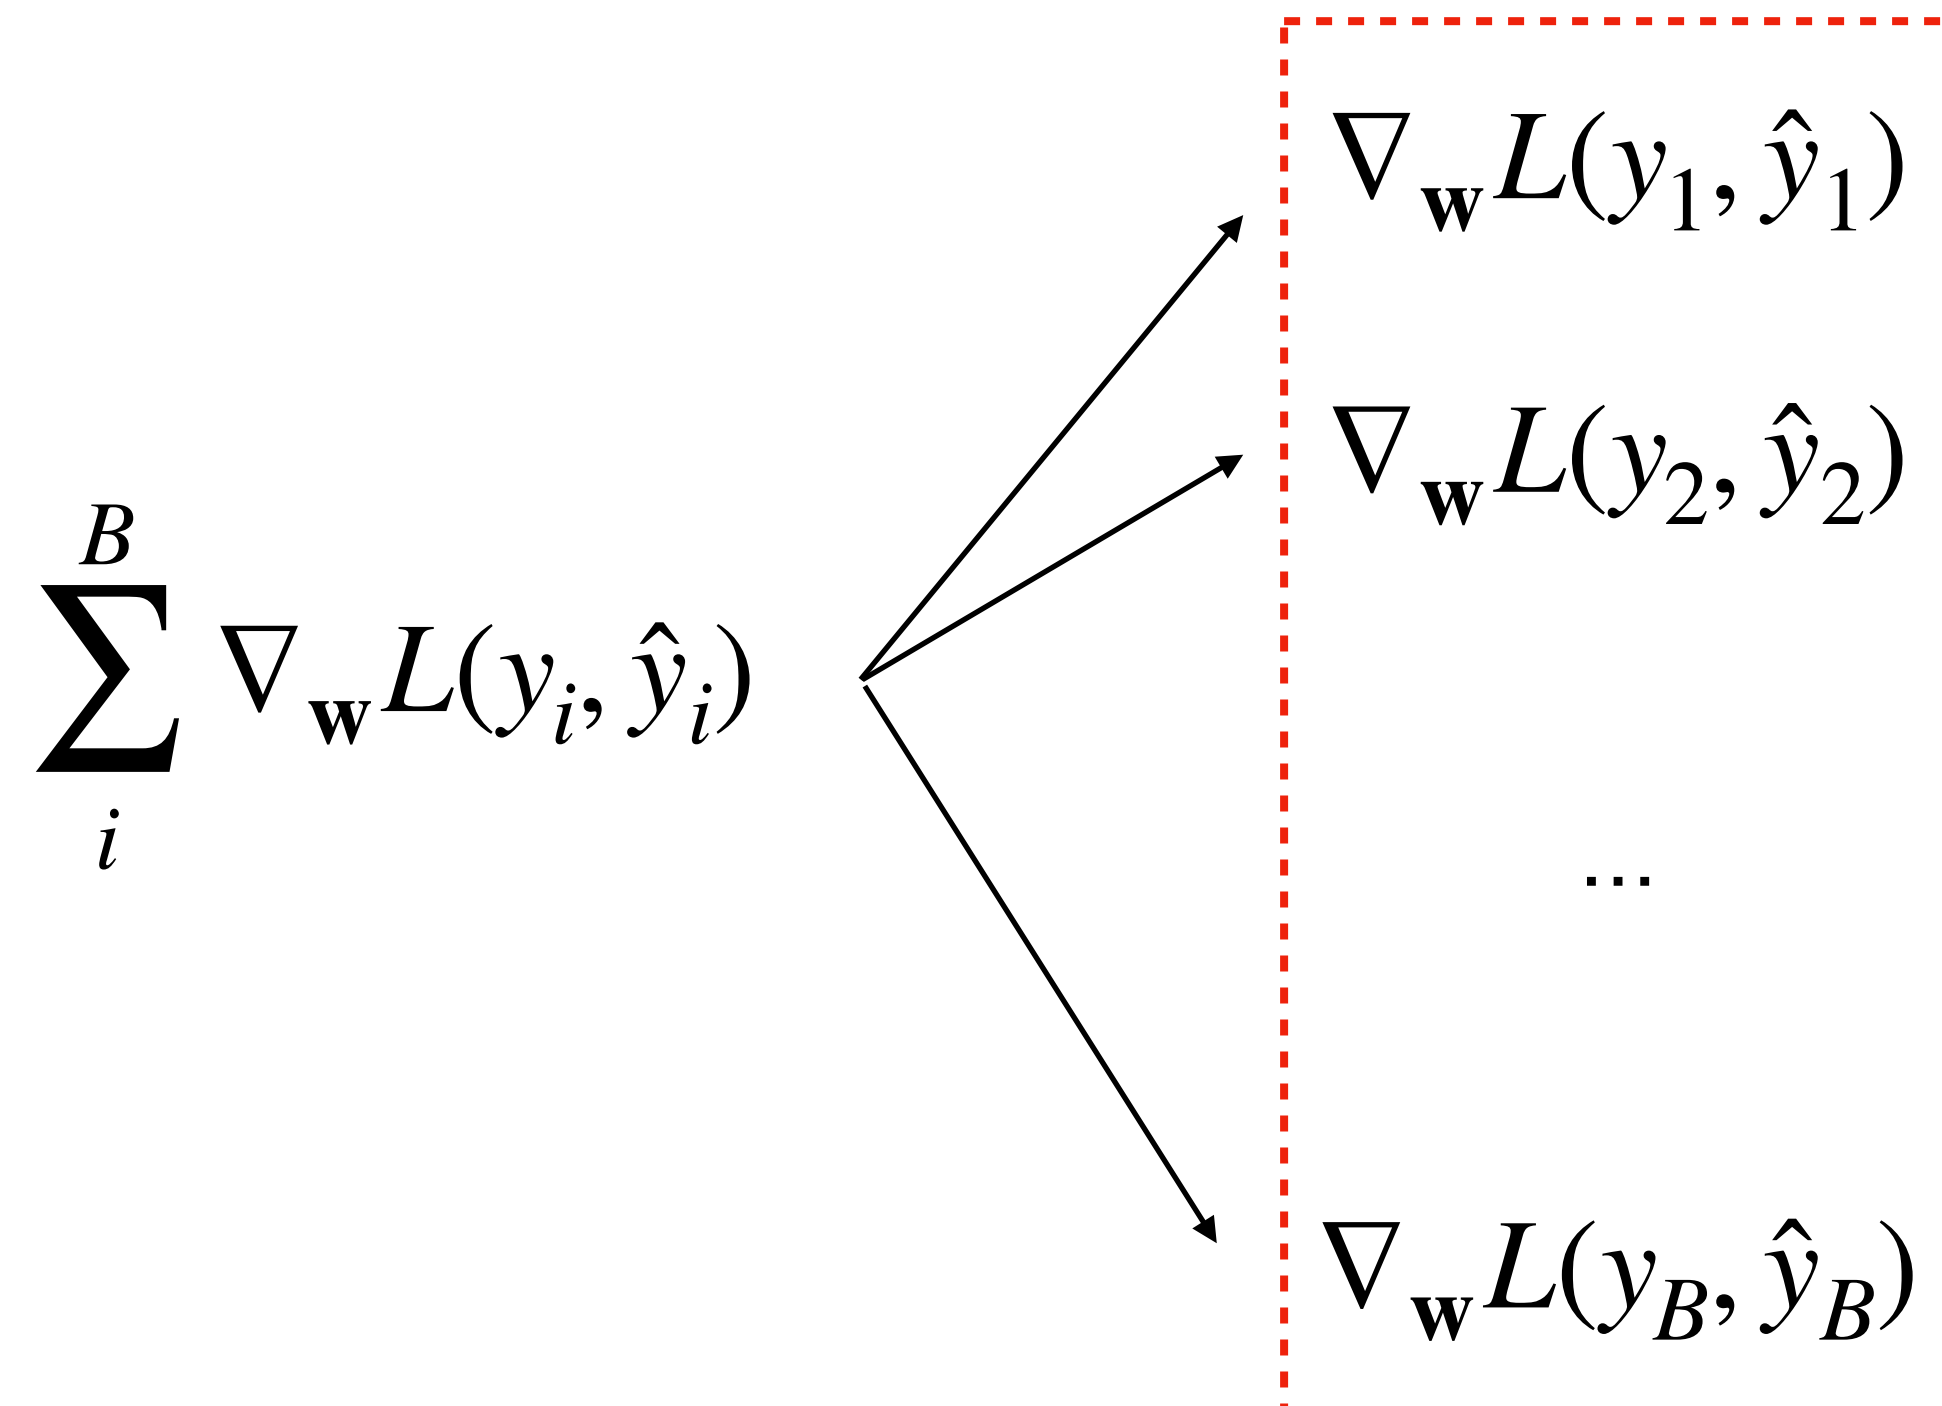 ∇_𝐰 L(y_1, ŷ_1)
∇_𝐰 L(y_2, ŷ_2)
∑_i^B ∇_𝐰 L(y_i, ŷ_i)
...
∇_𝐰 L(y_B, ŷ_B)